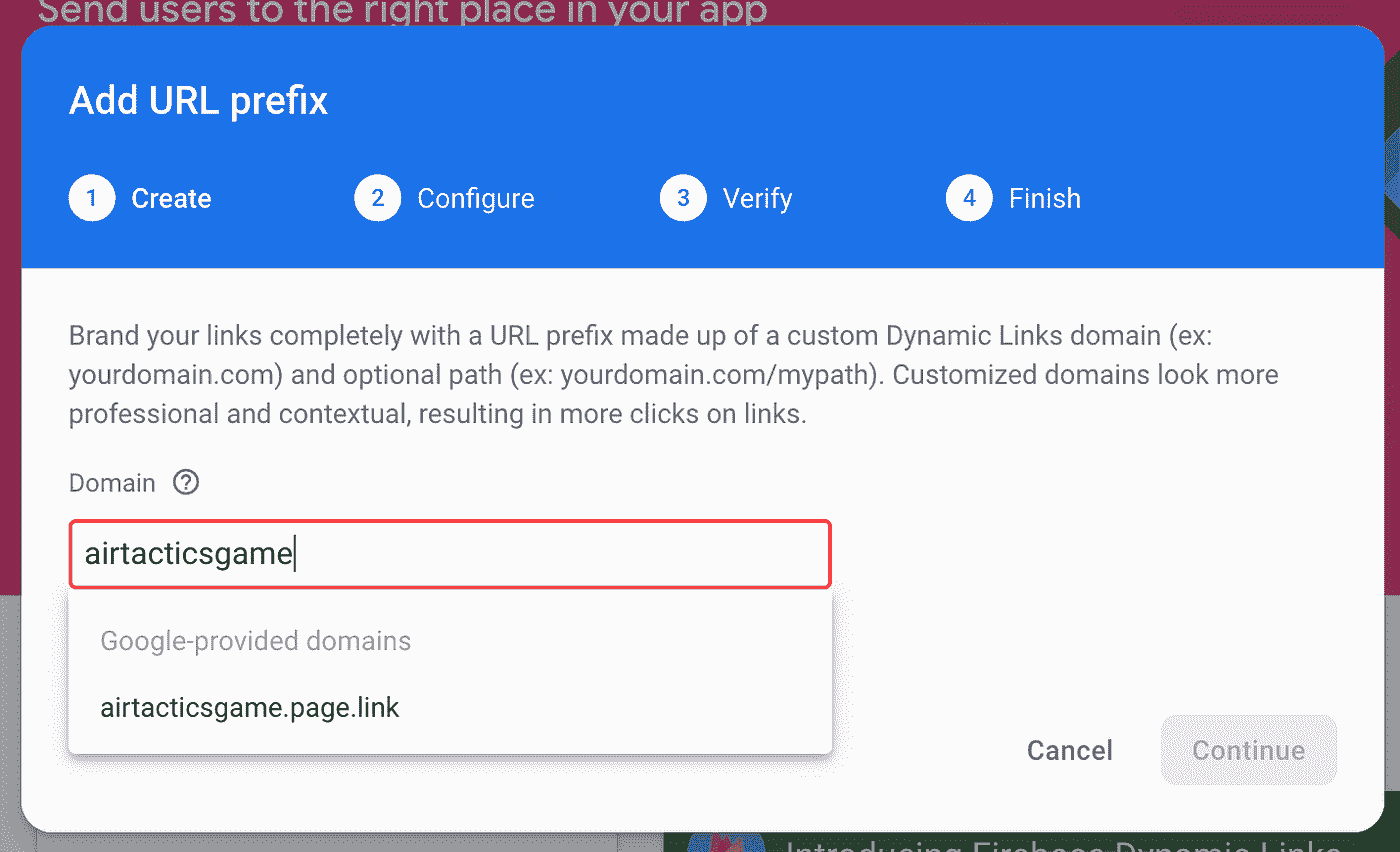 Send users to the right place in your app
Add URL prefix
1 Create 2 Configure 3 Verify 4 Finish
Brand your links completely with a URL prefix made up of a custom Dynamic Links domain (ex:
yourdomain.com) and optional path (ex: yourdomain.com/mypath). Customized domains look more
professional and contextual, resulting in more clicks on links.
Domain ?
airtacticsgame
Google-provided domains
airtacticsgame.page.link
Cancel Continue
Introducing Firebase Dynamic Links